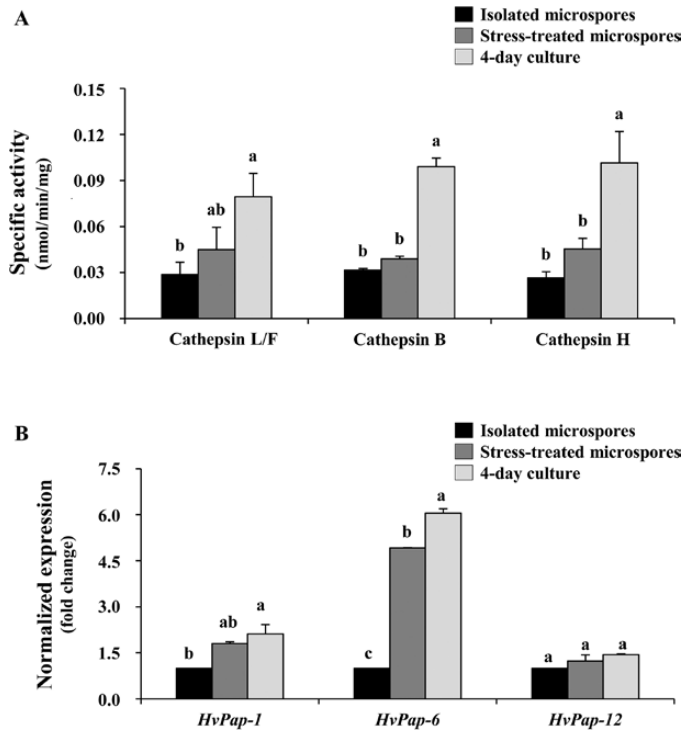 A
Isolated microspores
Stress-treated microspores
4-day culture
Specific activity
(nmol/min/mg)
0.15
0.12
0.09
0.06
0.03
0.00
b
ab
a
b
b
a
b
b
a
Cathepsin L/F
Cathepsin B
Cathepsin H
B
Isolated microspores
Stress-treated microspores
4-day culture
Normalized expression
(fold change)
7.5
6.0
4.5
3.0
1.5
0.0
b
ab
a
c
b
a
a
a
a
HvPap-1
HvPap-6
HvPap-12